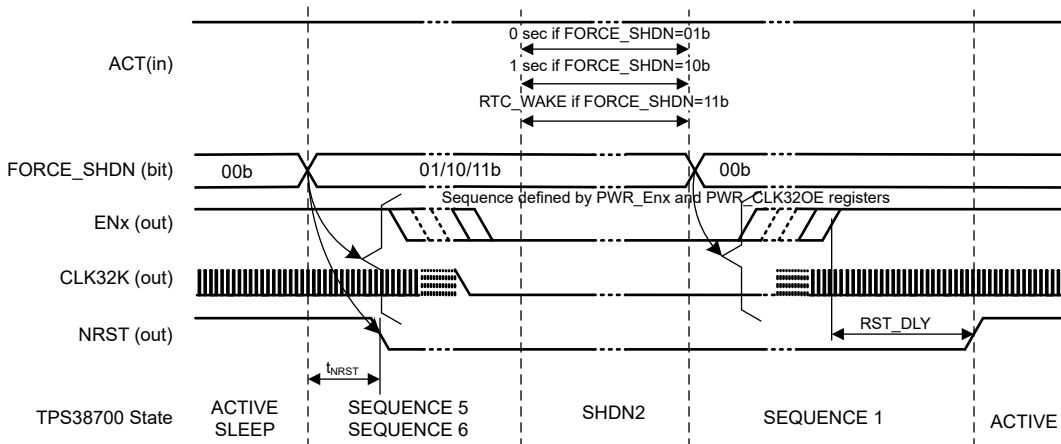 ACT(in)
0 sec if FORCE_SHDN=01b
1 sec if FORCE_SHDN=10b
RTC_WAKE if FORCE_SHDN=11b
FORCE_SHDN (bit)
00b
01/10/11b
00b
Sequence defined by PWR_Enx and PWR_CLK32OE registers
ENx (out)
CLK32K (out)
NRST (out)
RST_DLY
tNRST
TPS38700 State
ACTIVE
SLEEP
SEQUENCE 5
SEQUENCE 6
SHDN2
SEQUENCE 1
ACTIVE